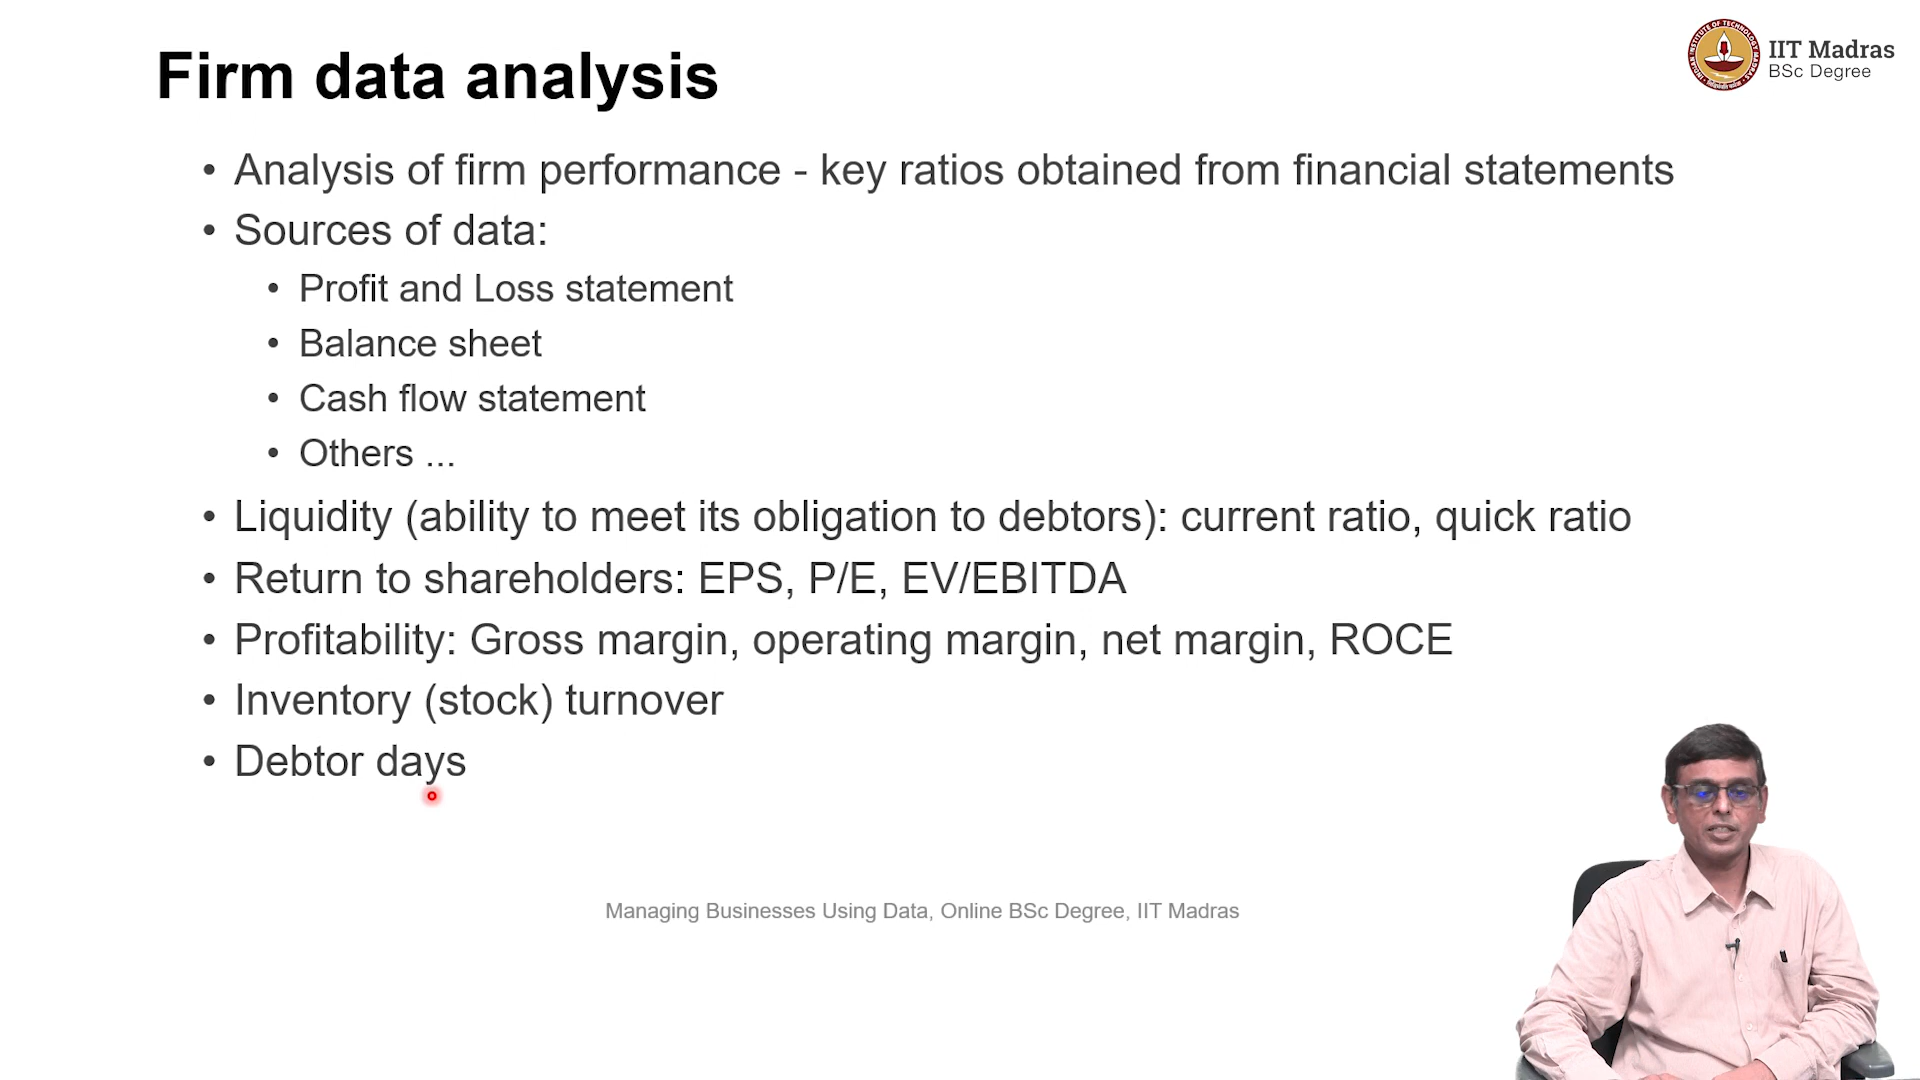 Firm data analysis
IIT Madras
BSc Degree
• Analysis of firm performance - key ratios obtained from financial statements
• Sources of data:
• Profit and Loss statement
• Balance sheet
• Cash flow statement
• Others ...
• Liquidity (ability to meet its obligation to debtors): current ratio, quick ratio
• Return to shareholders: EPS, P/E, EV/EBITDA
• Profitability: Gross margin, operating margin, net margin, ROCE
• Inventory (stock) turnover
• Debtor days
Managing Businesses Using Data, Online BSc Degree, IIT Madras